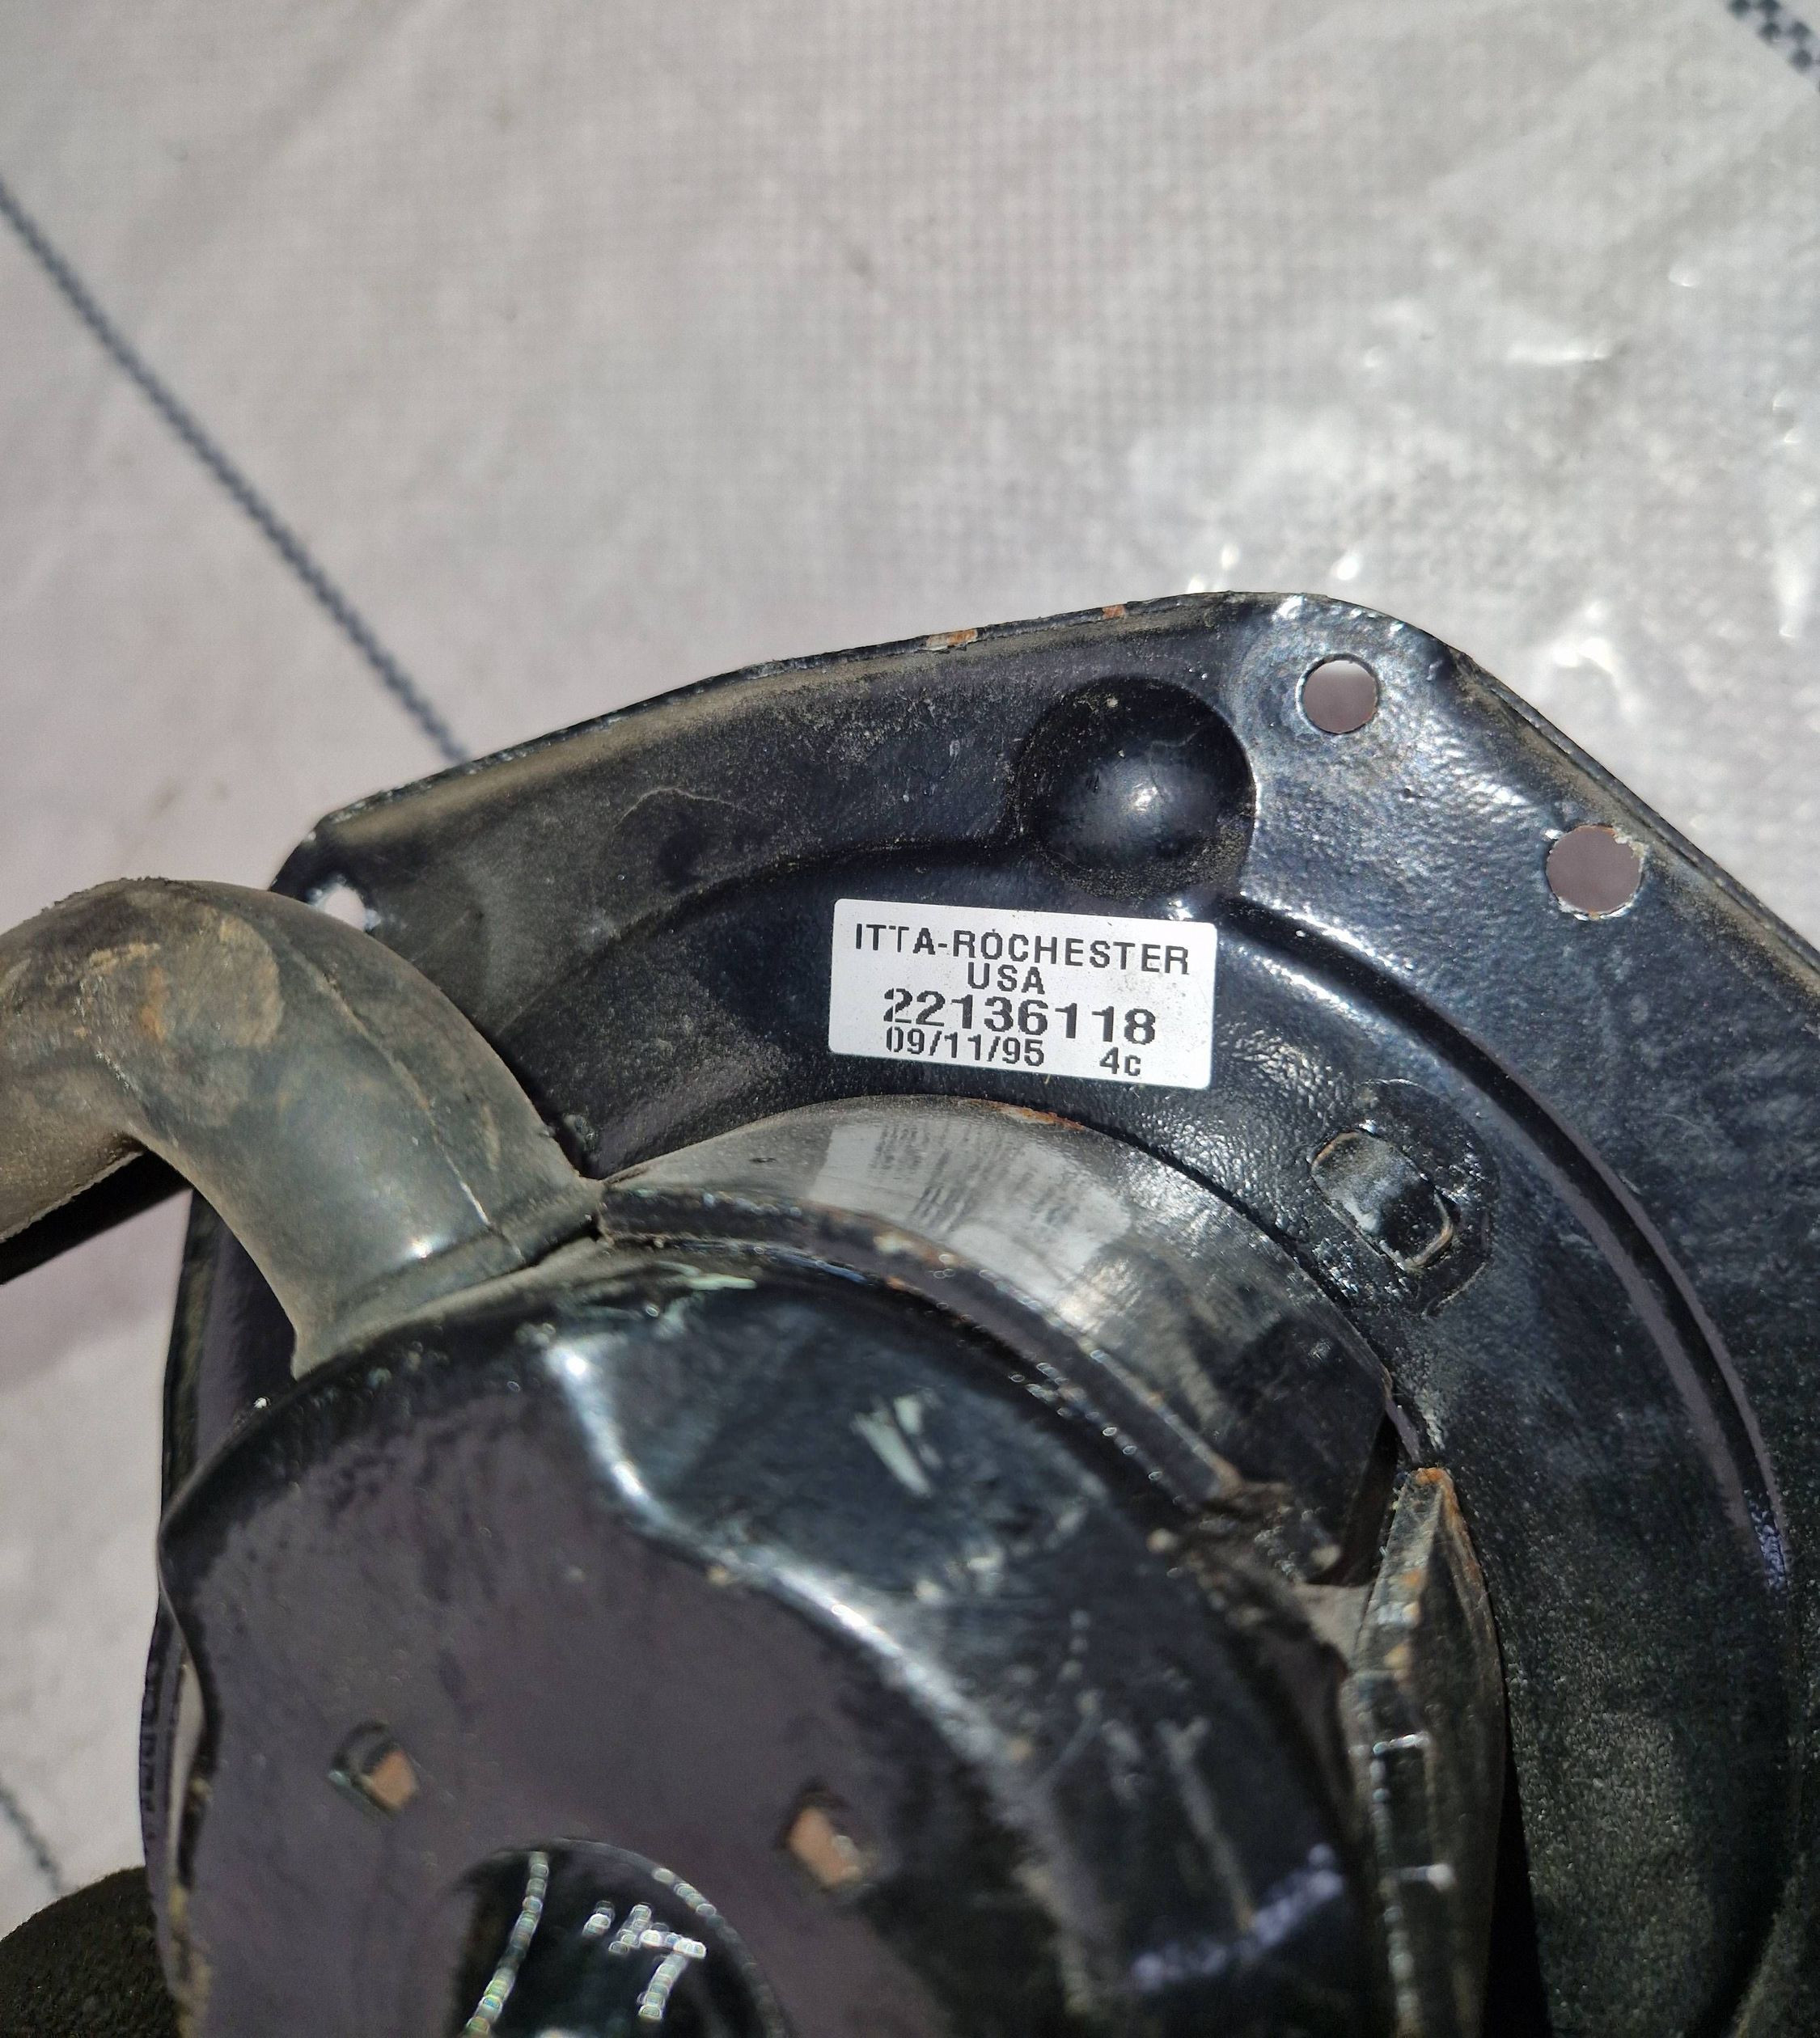 ITTA-ROCHESTER
USA
22136118
09/11/95 4c